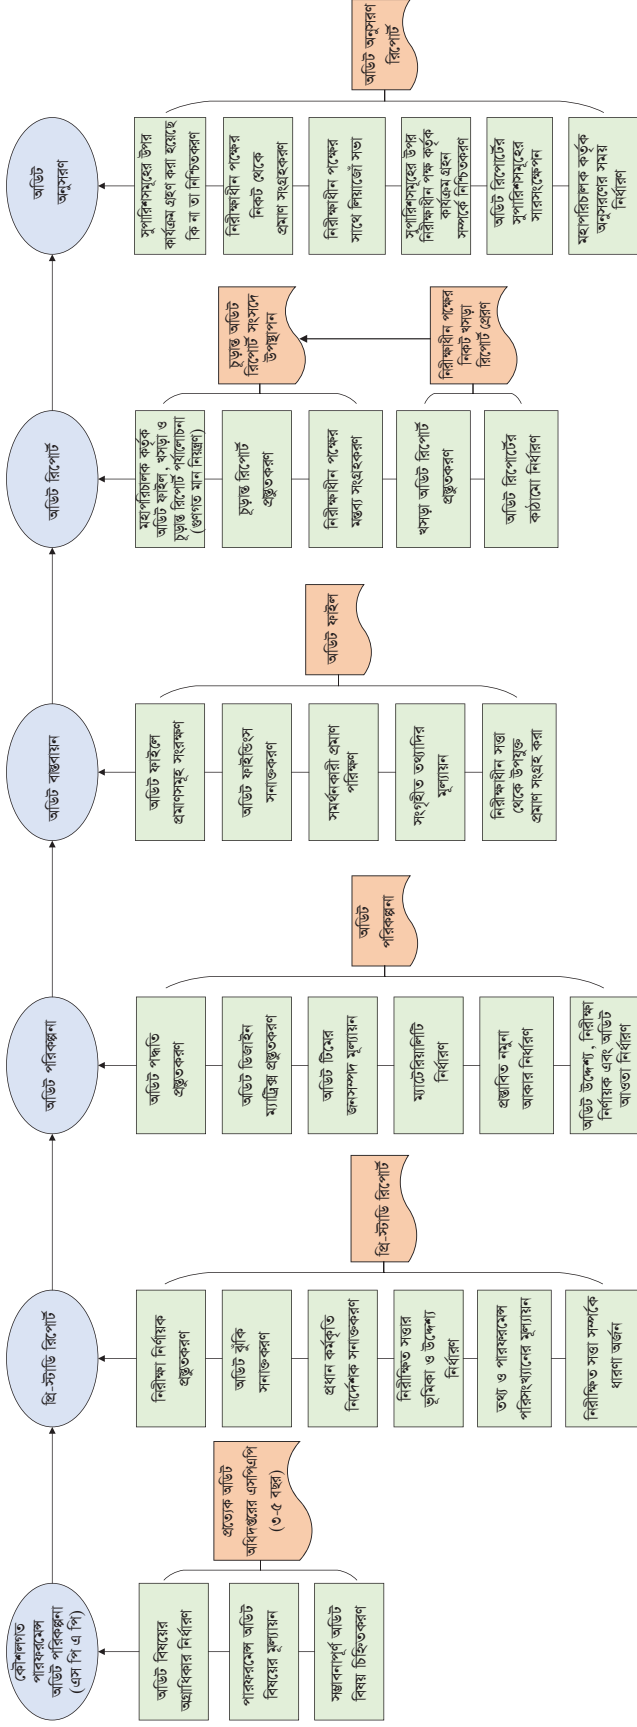 কৌশলগত
পারফরমেন্স
অডিট পরিকল্পনা
(এস পি এ পি)
অডিট বিষয়ের
অগ্রাধিকার নির্ধারণ
পারফরমেন্স অডিট
বিষয়ের মূল্যায়ন
সম্ভাবনাপূর্ণ অডিট
বিষয় চিহ্নিতকরণ
প্রত্যেক অডিট
অধিদপ্তরের এসপিএপি
(৩-৫ বছর)
প্রি-স্টাডি রিপোর্ট
নিরীক্ষা নির্ণায়ক
প্রস্তুতকরণ
অডিট ঝুঁকি
সনাক্তকরণ
প্রধান কর্মকৃতি
নির্দেশক সনাক্তকরণ
নিরীক্ষিত সত্তার
ভূমিকা ও উদ্দেশ্য
নির্ধারণ
তথ্য ও পারফরমেন্স
পরিসংখ্যানের মূল্যায়ন
নিরীক্ষিত সত্তা সম্পর্কে
ধারণা অর্জন
প্রি-স্টাডি রিপোর্ট
অডিট পরিকল্পনা
অডিট পদ্ধতি
প্রস্তুতকরণ
অডিট ডিজাইন
ম্যাট্রিক্স প্রস্তুতকরণ
অডিট টিমের
জনসম্পদ মূল্যায়ন
ম্যাটেরিয়ালিটি
নির্ধারণ
প্রস্তাবিত নমুনা
আকার নির্ধারণ
অডিট উদ্দেশ্য, নিরীক্ষা
নির্ণায়ক এবং অডিট
আওতা নির্ধারণ
অডিট
পরিকল্পনা
অডিট বাস্তবায়ন
অডিট ফাইলে
প্রমাণসমূহ সংরক্ষণ
অডিট ফাইন্ডিংস
সনাক্তকরণ
সমর্থনকারী প্রমাণ
পরিক্ষণ
সংগৃহীত তথ্যাদির
মূল্যায়ন
নিরীক্ষাধীন সত্তা
থেকে উপযুক্ত
প্রমাণ সংগ্রহ করা
অডিট ফাইল
অডিট রিপোর্ট
মহাপরিচালক কর্তৃক
অডিট ফাইল, খসড়া ও
চূড়ান্ত রিপোর্ট পর্যালোচনা
(গুণগত মান নিয়ন্ত্রণ)
চূড়ান্ত রিপোর্ট
প্রস্তুতকরণ
নিরীক্ষাধীন পক্ষের
মন্তব্য সংগ্রহকরণ
খসড়া অডিট রিপোর্ট
প্রস্তুতকরণ
অডিট রিপোর্টের
কাঠামো নির্ধারণ
চূড়ান্ত অডিট
রিপোর্ট সংসদে
উপস্থাপন
নিরীক্ষাধীন পক্ষের
নিকট খসড়া
রিপোর্ট প্রেরণ
অডিট
অনুসরণ
সুপারিশসমূহের উপর
কার্যক্রম গ্রহণ করা হয়েছে
কি না তা নিশ্চিতকরণ
নিরীক্ষাধীন পক্ষের
নিকট থেকে
প্রমাণ সংগ্রহকরণ
নিরীক্ষাধীন পক্ষের
সাথে লিয়াজোঁ সভা
সুপারিশসমূহের উপর
নিরীক্ষাধীন পক্ষ কর্তৃক
কার্যক্রম গ্রহন
সম্পর্কে নিশ্চিতকরণ
অডিট রিপোর্টের
সুপারিশসমূহের
সারসংক্ষেপন
মহাপরিচালক কর্তৃক
অনুসরণের সময়
নির্ধারণ
অডিট অনুসরণ
রিপোর্ট